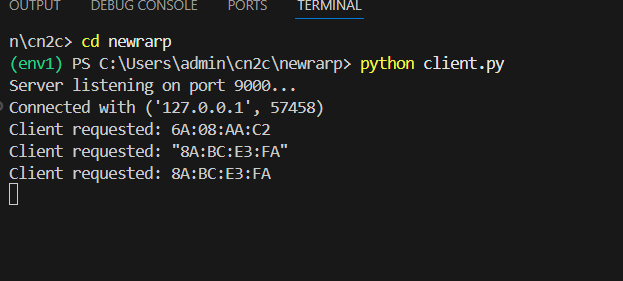 OUTPUT DEBUG CONSOLE PORTS TERMINAL
n\cn2c> cd newrarp
(env1) PS C:\Users\admin\cn2c\newrarp> python client.py
Server listening on port 9000...
Connected with ('127.0.0.1', 57458)
Client requested: 6A:08:AA:C2
Client requested: "8A:BC:E3:FA"
Client requested: 8A:BC:E3:FA